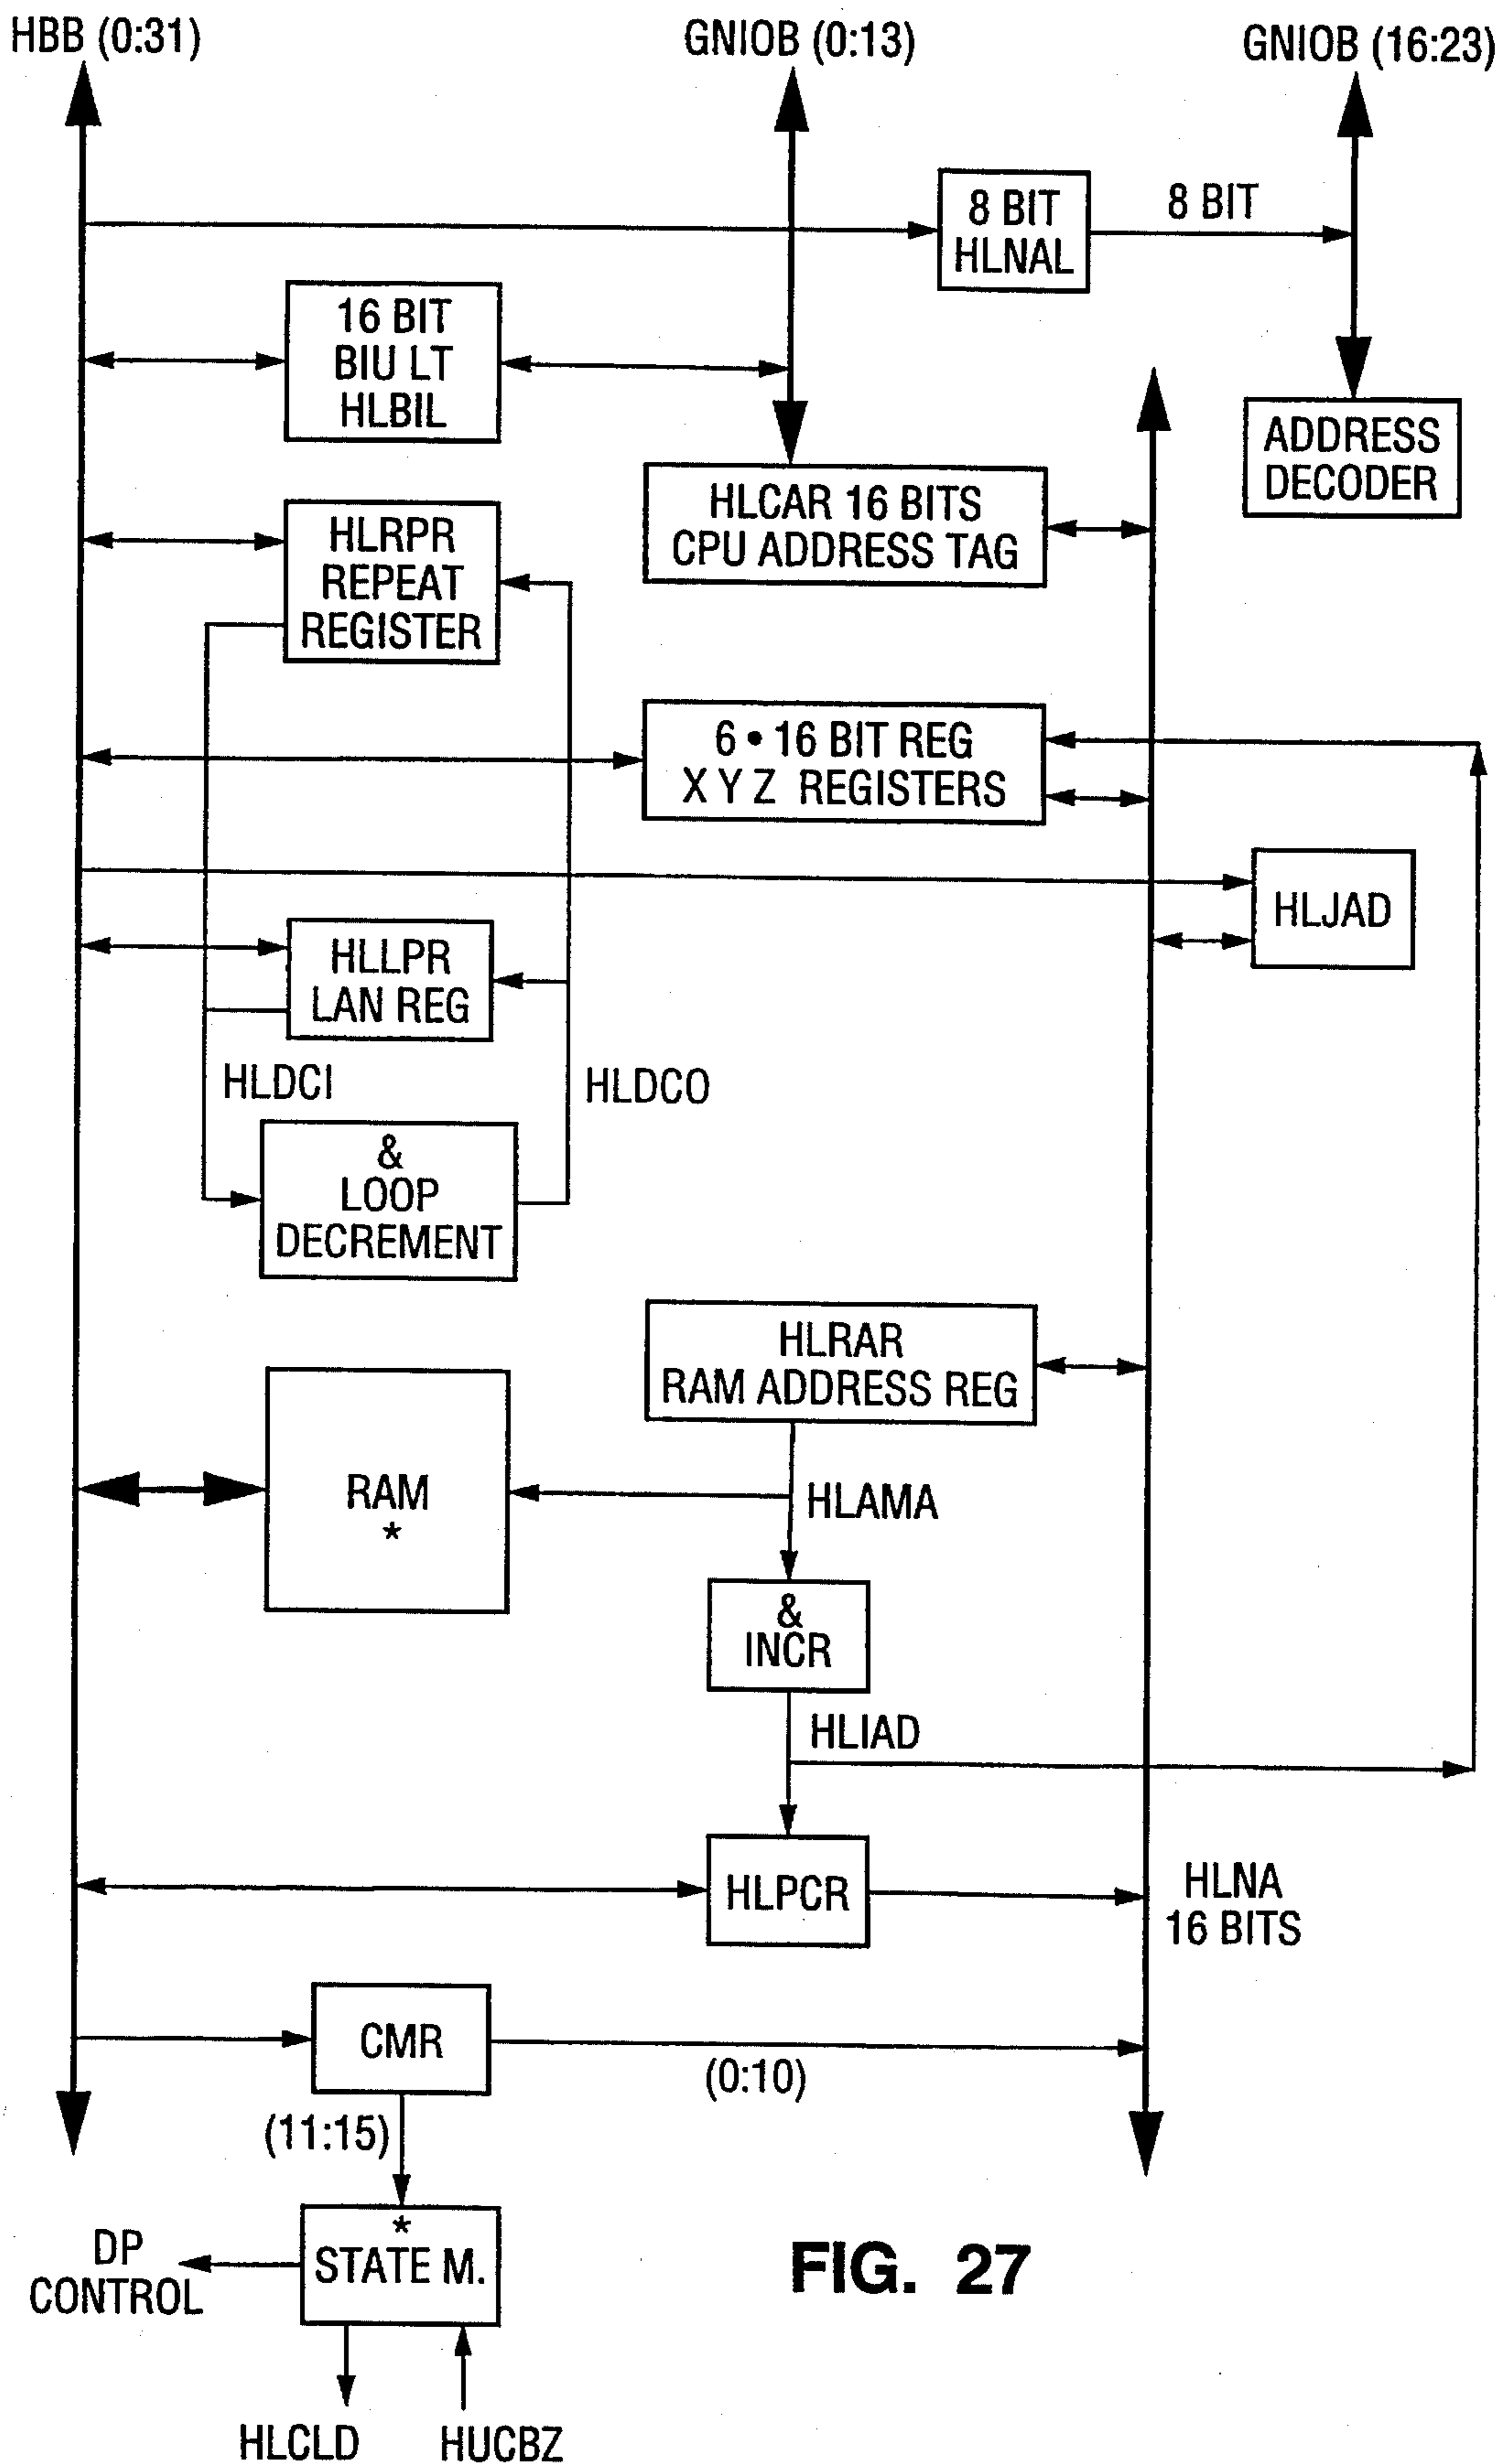 HBB (0:31)
GNIOB (0:13)
GNIOB (16:23)
8 BIT
HLNAL
8 BIT
16 BIT
BIU LT
HLBIL
ADDRESS
DECODER
HLCAR 16 BITS
CPU ADDRESS TAG
HLRPR
REPEAT
REGISTER
6 • 16 BIT REG
X Y Z REGISTERS
HLJAD
HLLPR
LAN REG
HLDCI
HLDCO
&
LOOP
DECREMENT
HLRAR
RAM ADDRESS REG
RAM
*
HLAMA
&
INCR
HLIAD
HLPCR
HLNA
16 BITS
CMR
(0:10)
(11:15)
*
STATE M.
DP
CONTROL
HLCLD
HUCBZ
FIG. 27